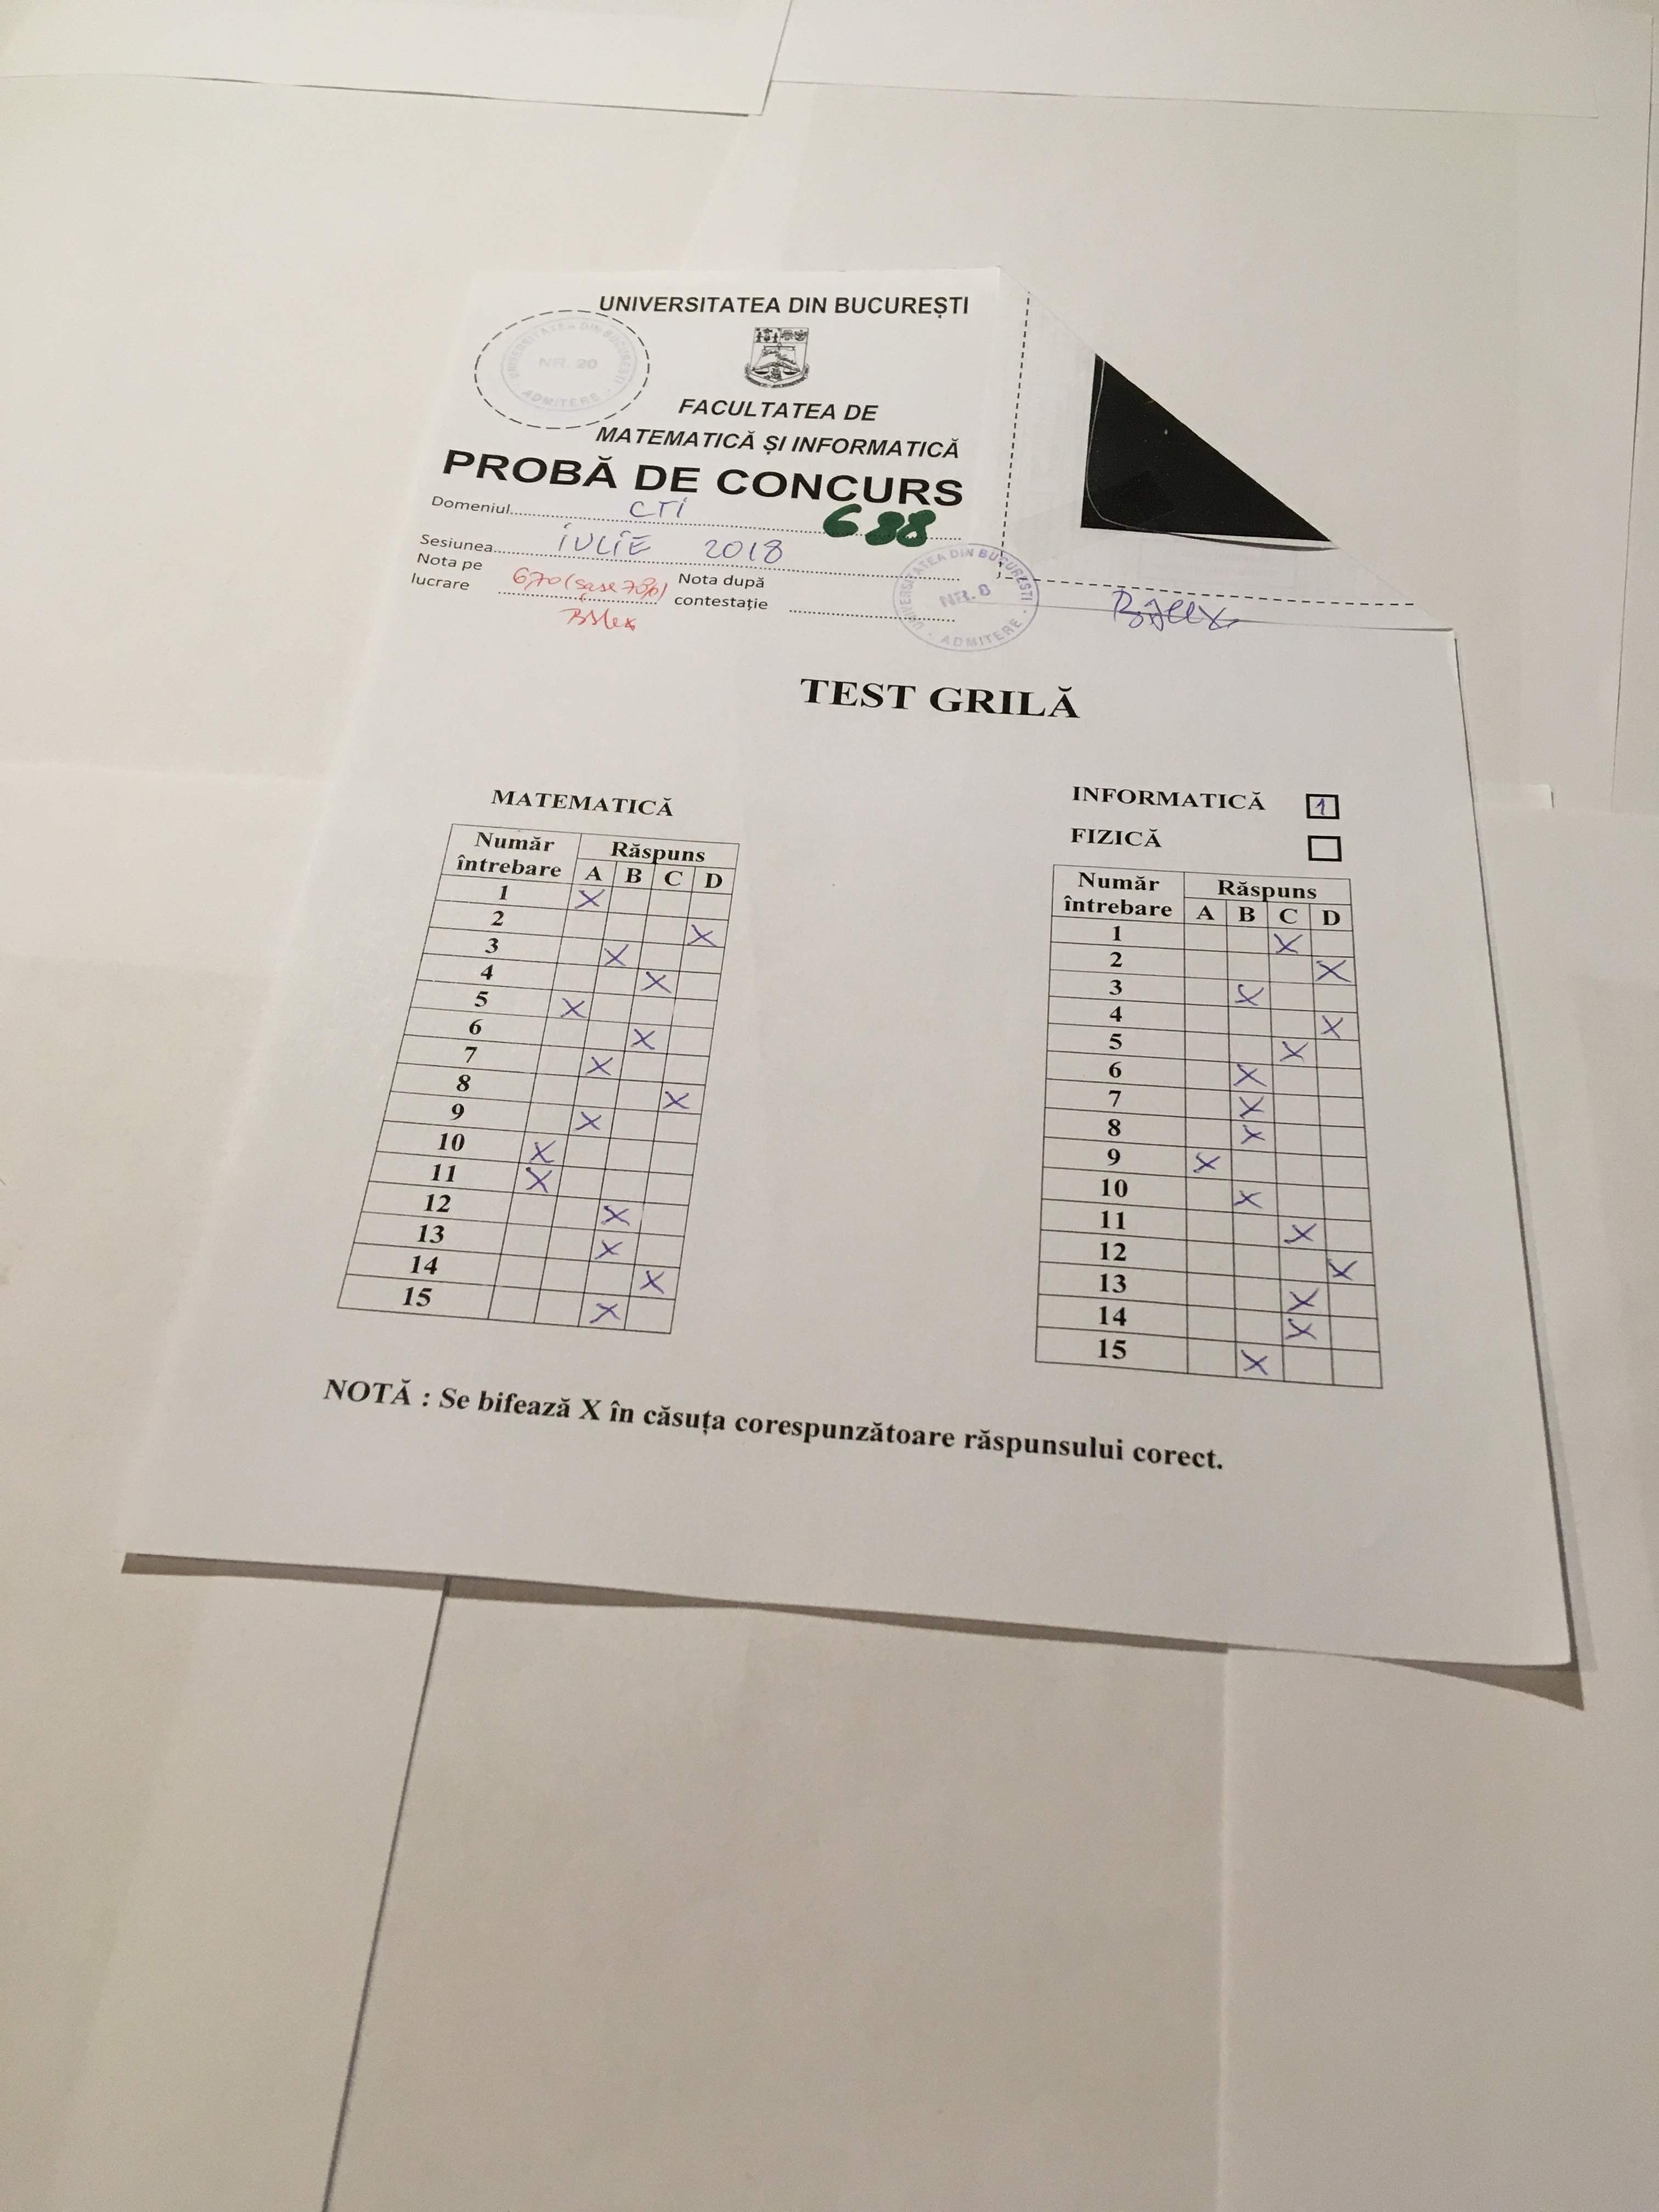 UNIVERSITATEA DIN BUCUREȘTI
UNIVERSITATEA DIN BUCUREȘTI
NR. 20
ADMITERE
FACULTATEA DE
MATEMATICĂ ȘI INFORMATICĂ
PROBĂ DE CONCURS
Domeniul CTI
638
Sesiunea IULIE 2018
Nota pe lucrare 6,70 (șase 70%)
Nota după contestație
UNIVERSITATEA DIN BUCUREȘTI
NR. 8
ADMITERE
TEST GRILĂ
MATEMATICĂ
Număr întrebare Răspuns
A B C D
1 X
2 X
3 X
4 X
5 X
6 X
7 X
8 X
9 X
10 X
11 X
12 X
13 X
14 X
15 X
INFORMATICĂ 1
FIZICĂ
Număr întrebare Răspuns
A B C D
1 X
2 X
3 X
4 X
5 X
6 X
7 X
8 X
9 X
10 X
11 X
12 X
13 X
14 X
15 X
NOTĂ : Se bifează X în căsuța corespunzătoare răspunsului corect.